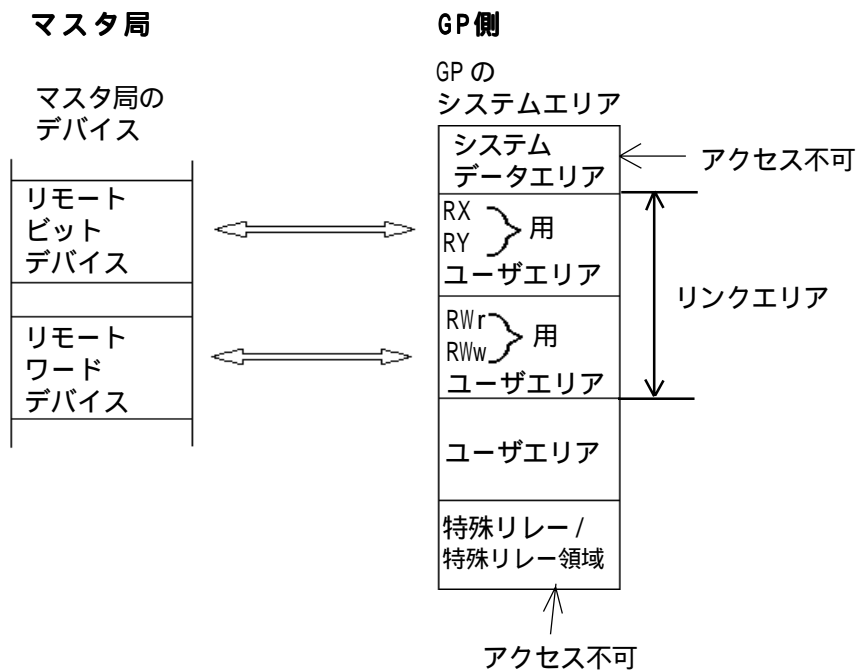 マスタ局
マスタ局の
デバイス
リモート
ビット
デバイス
リモート
ワード
デバイス
GP側
GPの
システムエリア
システム
データエリア
アクセス不可
RX
RY
用
ユーザエリア
RWr
RWw
用
ユーザエリア
リンクエリア
ユーザエリア
特殊リレー/
特殊リレー領域
アクセス不可